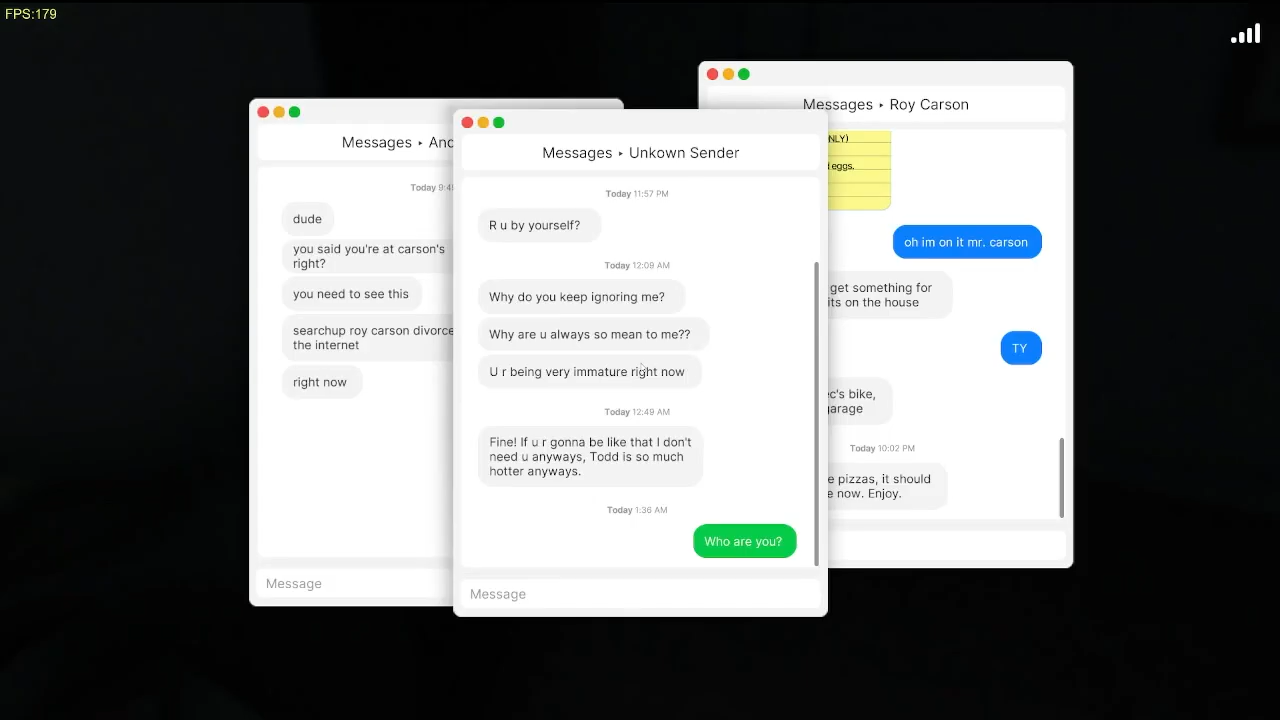 FPS:179
Messages ▸ And
Today 9:4
dude
you said you're at carson's
right?
you need to see this
searchup roy carson divorce
the internet
right now
Message
Messages ▸ Unkown Sender
Today 11:57 PM
R u by yourself?
Today 12:09 AM
Why do you keep ignoring me?
Why are u always so mean to me??
U r being very immature right now
Today 12:49 AM
Fine! If u r gonna be like that I don't
need u anyways, Todd is so much
hotter anyways.
Today 1:36 AM
Who are you?
Message
Messages ▸ Roy Carson
NLY)
eggs.
oh im on it mr. carson
get something for
its on the house
TY
ec's bike,
garage
Today 10:02 PM
e pizzas, it should
e now. Enjoy.